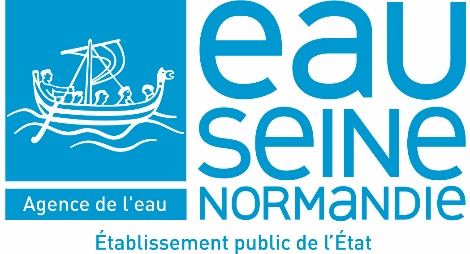 eau
seine
NORMANDIE
Agence de l'eau
Établissement public de l'État